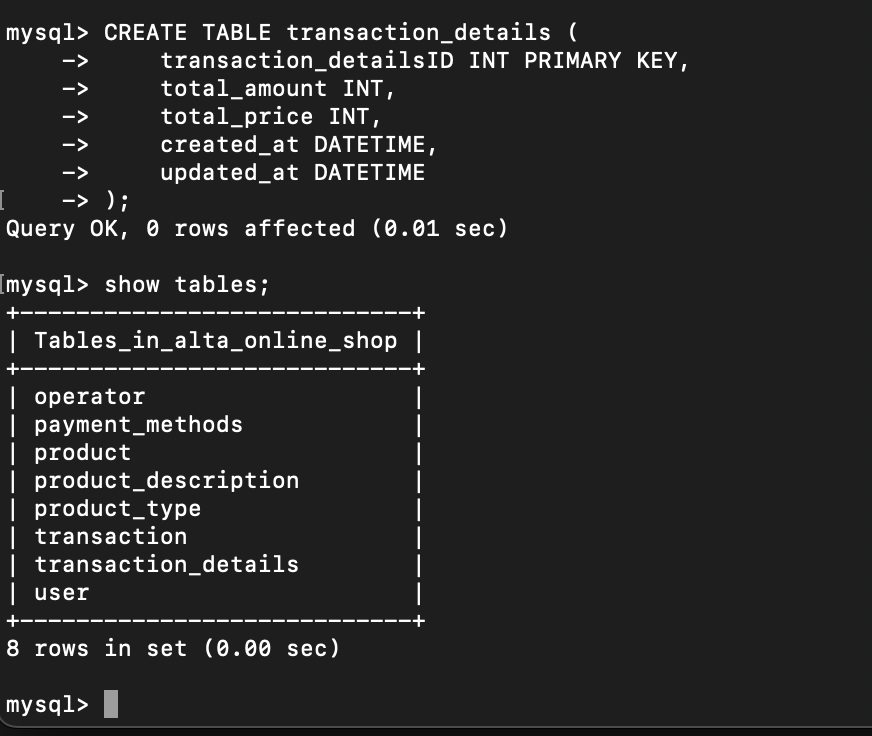 mysql> CREATE TABLE transaction_details (
    ->     transaction_detailsID INT PRIMARY KEY,
    ->     total_amount INT,
    ->     total_price INT,
    ->     created_at DATETIME,
    ->     updated_at DATETIME
[    -> );
Query OK, 0 rows affected (0.01 sec)

[mysql> show tables;
+----------------------------+
| Tables_in_alta_online_shop |
+----------------------------+
| operator                   |
| payment_methods            |
| product                    |
| product_description        |
| product_type               |
| transaction                |
| transaction_details        |
| user                       |
+----------------------------+
8 rows in set (0.00 sec)

mysql>